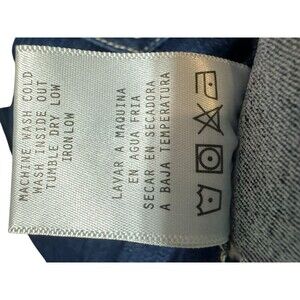 MACHINE WASH COLD
WASH INSIDE OUT
TUMBLE DRY LOW
IRON LOW
LAVAR A MAQUINA
EN AGUA FRIA
SECAR EN SECADORA
A BAJA TEMPERATURA